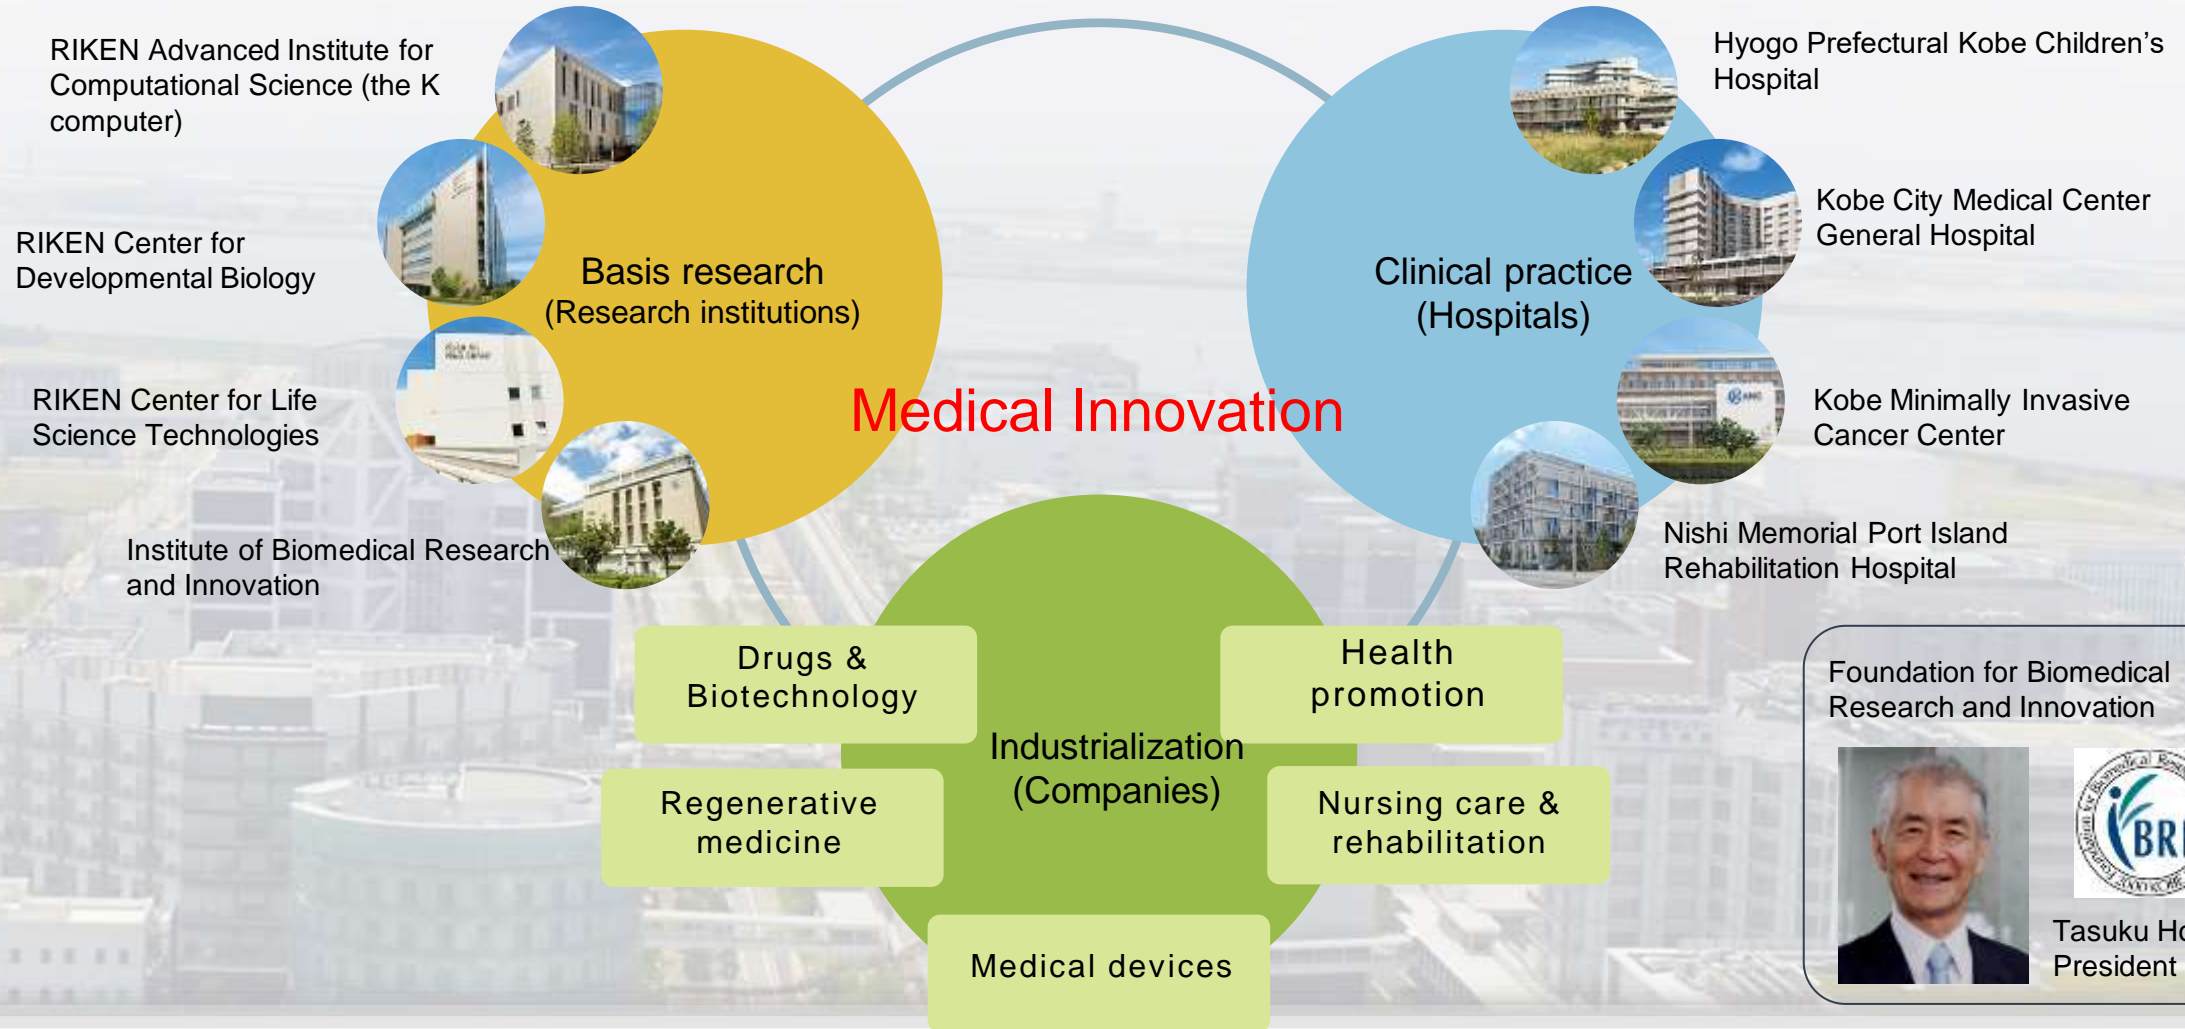 RIKEN Advanced Institute for
Computational Science (the K
computer)
RIKEN Center for
Developmental Biology
RIKEN Center for Life
Science Technologies
Institute of Biomedical Research
and Innovation
Basis research
(Research institutions)
Medical Innovation
Clinical practice
(Hospitals)
Hyogo Prefectural Kobe Children's
Hospital
Kobe City Medical Center
General Hospital
Kobe Minimally Invasive
Cancer Center
Nishi Memorial Port Island
Rehabilitation Hospital
Industrialization
(Companies)
Drugs &
Biotechnology
Regenerative
medicine
Medical devices
Health
promotion
Nursing care &
rehabilitation
Foundation for Biomedical
Research and Innovation
Tasuku
President